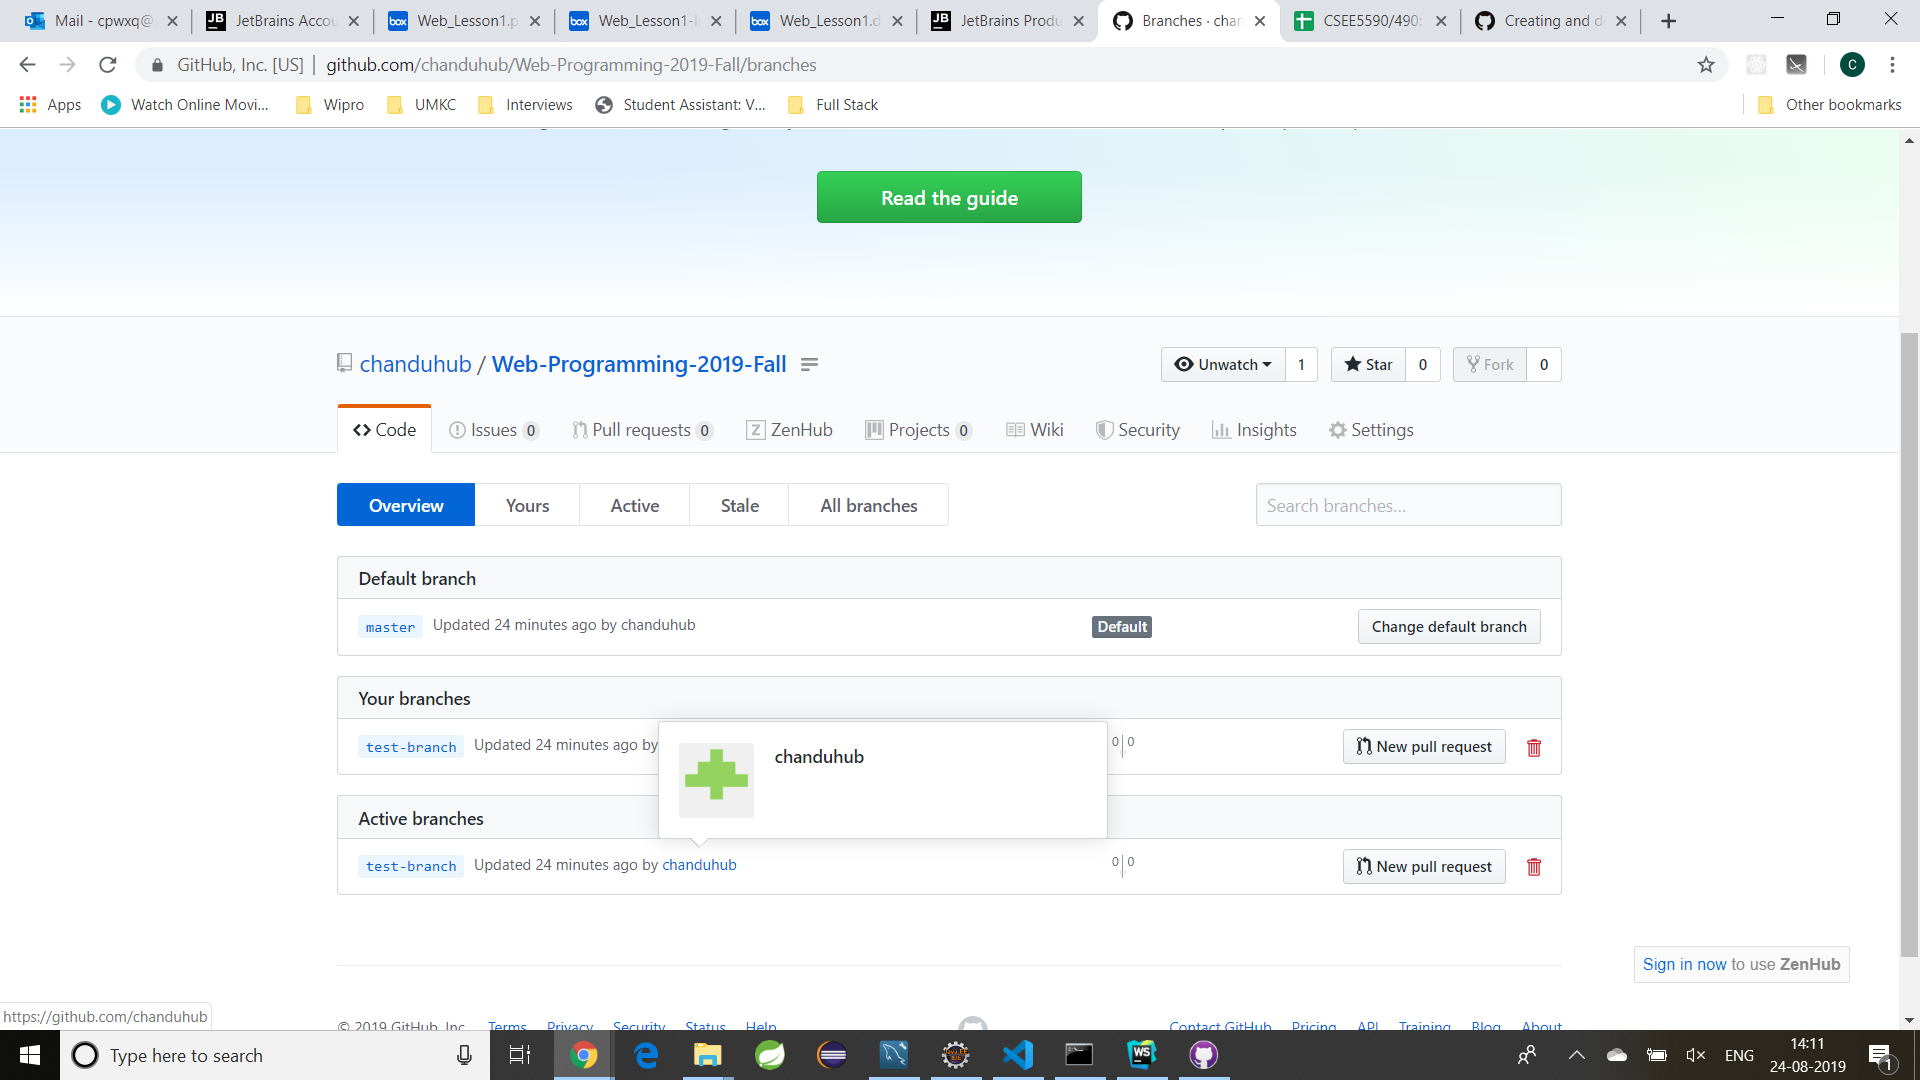 Mail - cpwxq@
JetBrains Accou
Web_Lesson1.p
Web_Lesson1-I
Web_Lesson1.d
JetBrains Produ
Branches · chan
CSEE5590/490:
Creating and d
GitHub, Inc. [US] | github.com/chanduhub/Web-Programming-2019-Fall/branches
C
Apps
Watch Online Movi...
Wipro
UMKC
Interviews
Student Assistant: V...
Full Stack
Other bookmarks
Read the guide
chanduhub / Web-Programming-2019-Fall
Unwatch 1
Star 0
Fork 0
Code
Issues 0
Pull requests 0
ZenHub
Projects 0
Wiki
Security
Insights
Settings
Overview
Yours
Active
Stale
All branches
Search branches...
Default branch
master Updated 24 minutes ago by chanduhub
Default
Change default branch
Your branches
test-branch Updated 24 minutes ago by
0 | 0
New pull request
chanduhub
Active branches
test-branch Updated 24 minutes ago by chanduhub
0 | 0
New pull request
Sign in now to use ZenHub
https://github.com/chanduhub
© 2019 GitHub, Inc.
Terms
Privacy
Security
Status
Help
Contact GitHub
Pricing
API
Training
Blog
About
Type here to search
ENG
14:11
24-08-2019
1